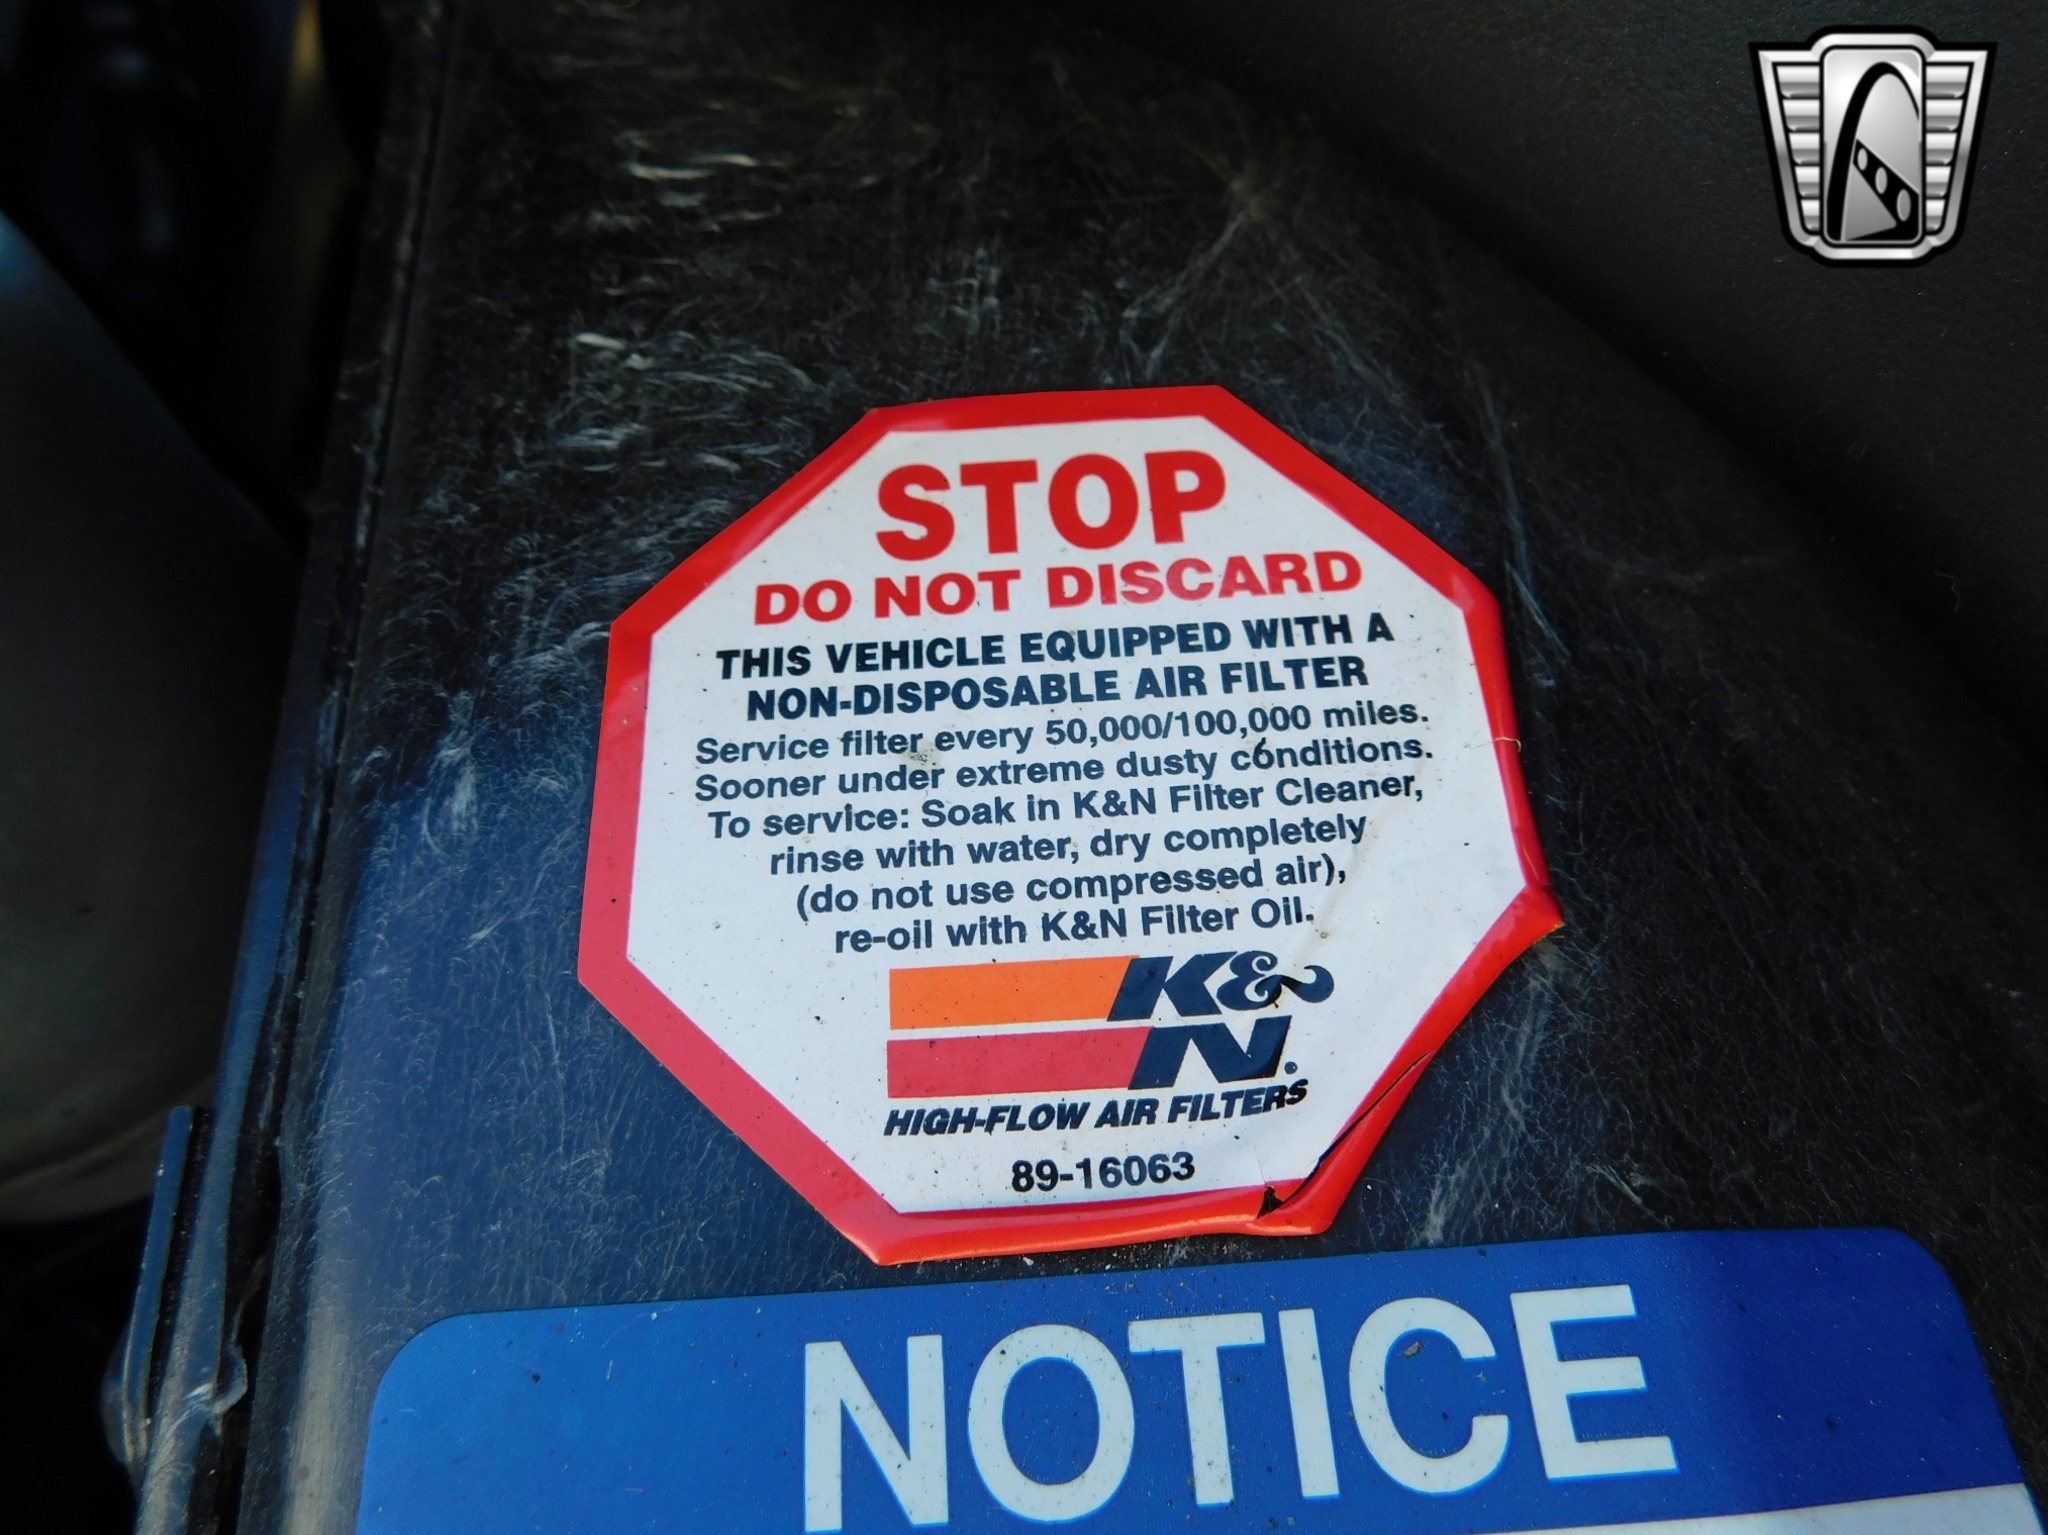 STOP
DO NOT DISCARD
THIS VEHICLE EQUIPPED WITH A
NON-DISPOSABLE AIR FILTER
Service filter every 50,000/100,000 miles.
Sooner under extreme dusty conditions.
To service: Soak in K&N Filter Cleaner,
rinse with water, dry completely
(do not use compressed air),
re-oil with K&N Filter Oil.
K&
N®
HIGH-FLOW AIR FILTERS
89-16063
NOTICE